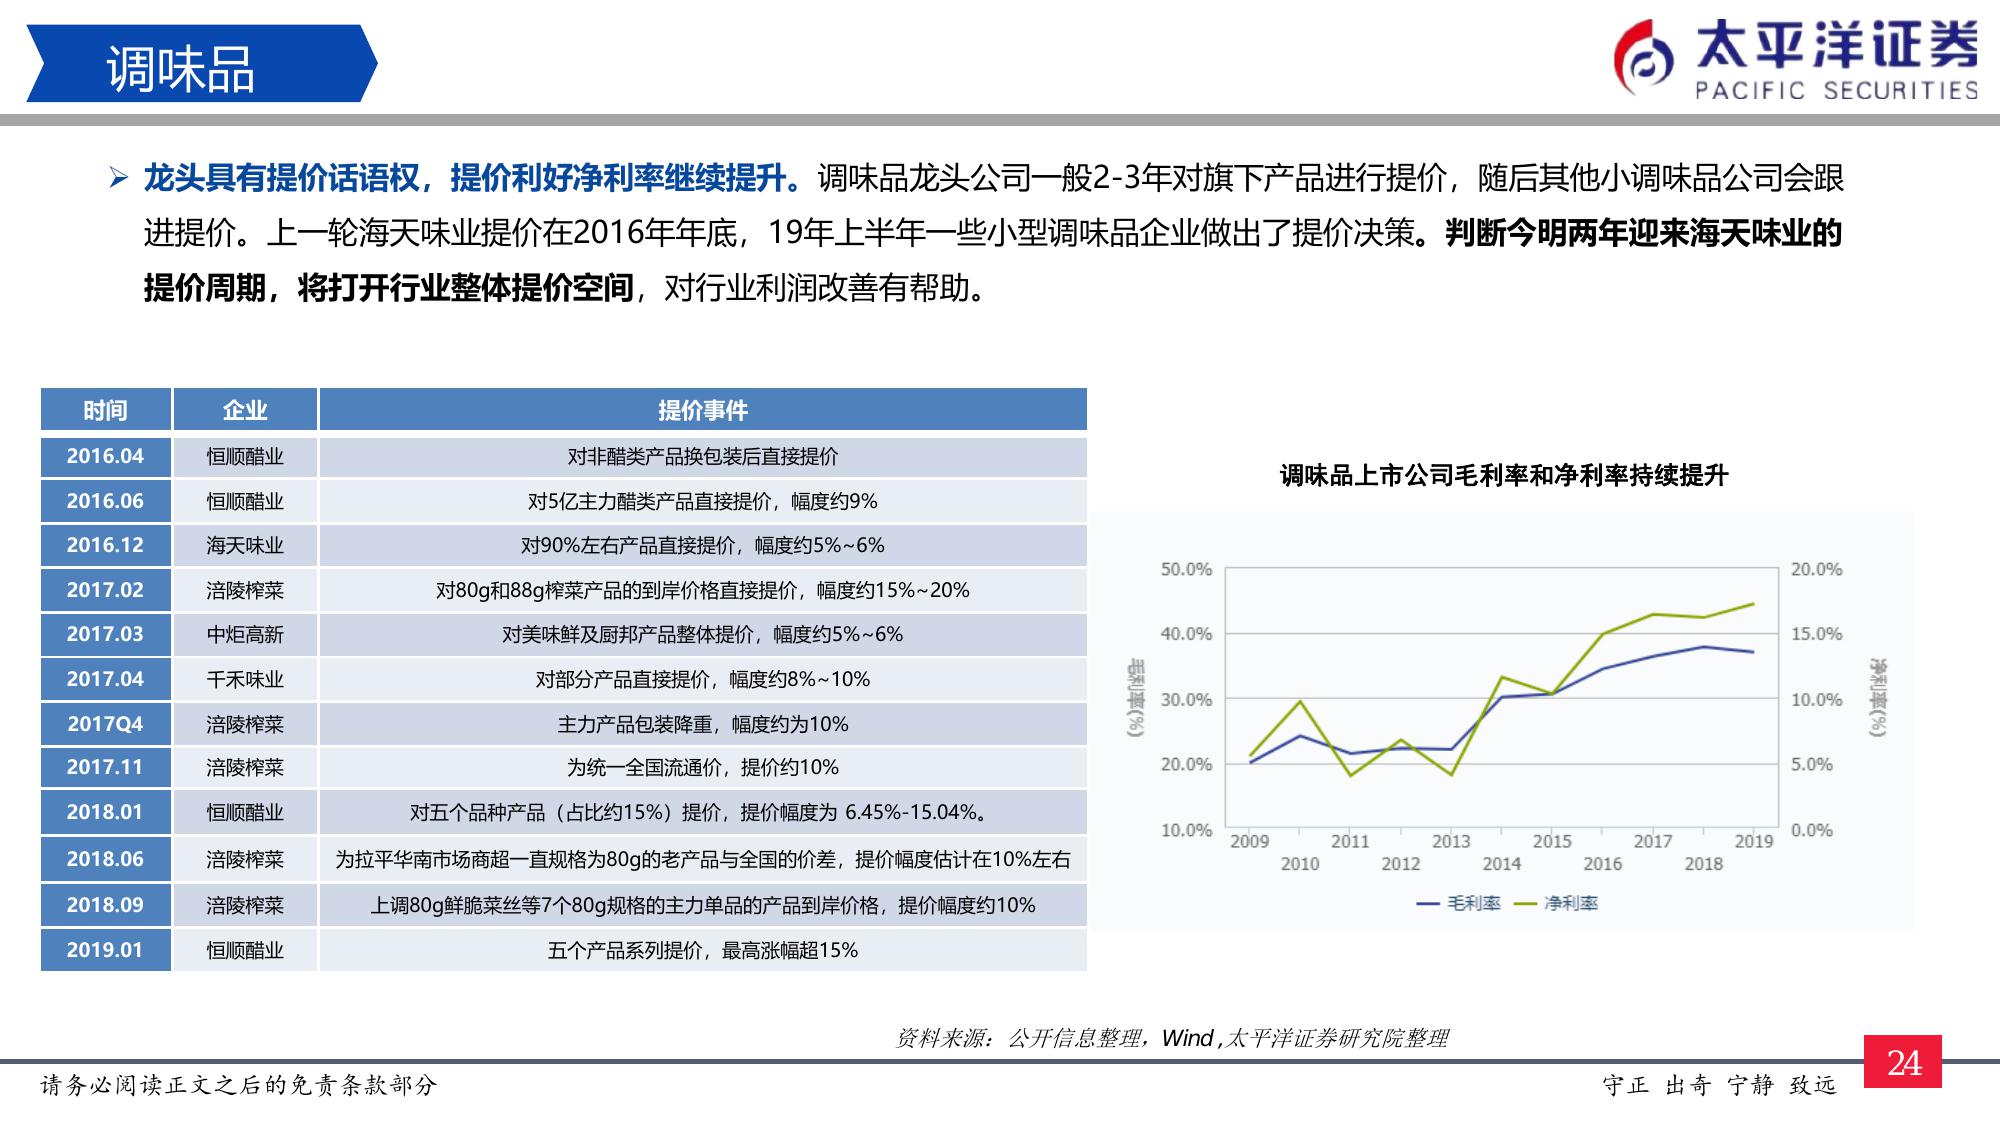 调味品
太平洋证券
PACIFIC SECURITIES
➢ 龙头具有提价话语权，提价利好净利率继续提升。调味品龙头公司一般2-3年对旗下产品进行提价，随后其他小调味品公司会跟
进提价。上一轮海天味业提价在2016年年底，19年上半年一些小型调味品企业做出了提价决策。判断今明两年迎来海天味业的
提价周期，将打开行业整体提价空间，对行业利润改善有帮助。
时间 企业 提价事件
2016.04 恒顺醋业 对非醋类产品换包装后直接提价
2016.06 恒顺醋业 对5亿主力醋类产品直接提价，幅度约9%
2016.12 海天味业 对90%左右产品直接提价，幅度约5%~6%
2017.02 涪陵榨菜 对80g和88g榨菜产品的到岸价格直接提价，幅度约15%~20%
2017.03 中炬高新 对美味鲜及厨邦产品整体提价，幅度约5%~6%
2017.04 千禾味业 对部分产品直接提价，幅度约8%~10%
2017Q4 涪陵榨菜 主力产品包装降重，幅度约为10%
2017.11 涪陵榨菜 为统一全国流通价，提价约10%
2018.01 恒顺醋业 对五个品种产品（占比约15%）提价，提价幅度为 6.45%-15.04%。
2018.06 涪陵榨菜 为拉平华南市场商超一直规格为80g的老产品与全国的价差，提价幅度估计在10%左右
2018.09 涪陵榨菜 上调80g鲜脆菜丝等7个80g规格的主力单品的产品到岸价格，提价幅度约10%
2019.01 恒顺醋业 五个产品系列提价，最高涨幅超15%
调味品上市公司毛利率和净利率持续提升
50.0% 20.0%
40.0% 15.0%
30.0% 10.0%
20.0% 5.0%
10.0% 0.0%
毛利率(%)
净利率(%)
2009 2011 2013 2015 2017 2019
2010 2012 2014 2016 2018
毛利率 净利率
资料来源：公开信息整理，Wind ,太平洋证券研究院整理
24
请务必阅读正文之后的免责条款部分
守正 出奇 宁静 致远